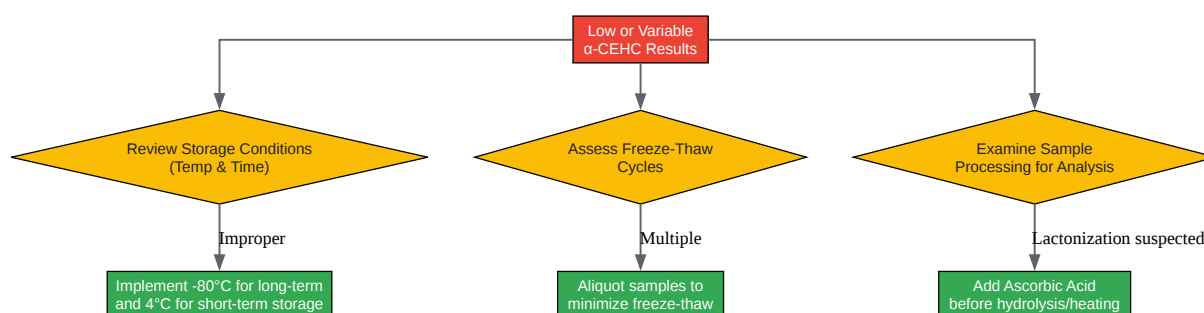 Low or Variable
α-CEHC Results
Review Storage Conditions
(Temp & Time)
Assess Freeze-Thaw
Cycles
Examine Sample
Processing for Analysis
Improper
Multiple
Lactonization suspected
Implement -80°C for long-term
and 4°C for short-term storage
Aliquot samples to
minimize freeze-thaw
Add Ascorbic Acid
before hydrolysis/heating